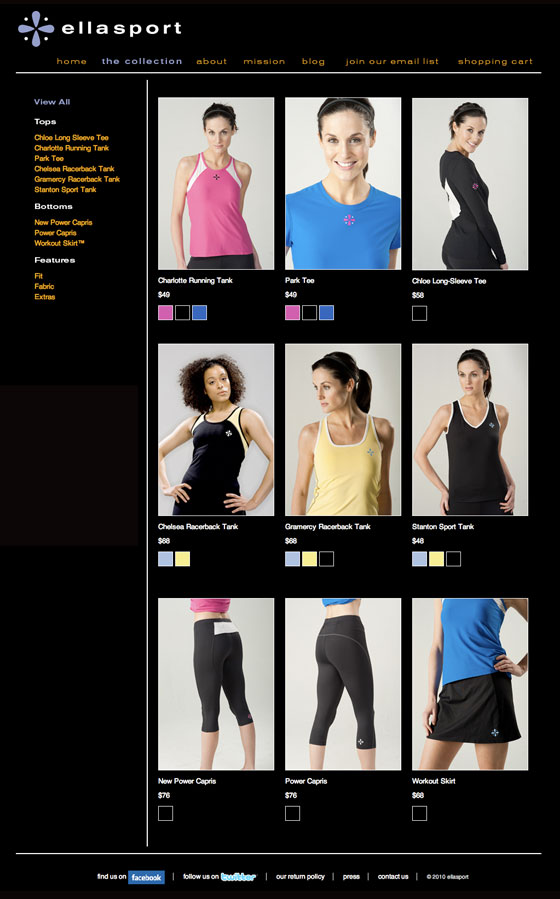 ellasport
home the collection about mission blog join our email list shopping cart
View All
Tops
Chloe Long Sleeve Tee
Charlotte Running Tank
Park Tee
Chelsea Racerback Tank
Gramercy Racerback Tank
Stanton Sport Tank
Bottoms
New Power Capris
Power Capris
Workout Skirt™
Features
Fit
Fabric
Extras
Charlotte Running Tank
$49
Park Tee
$49
Chloe Long-Sleeve Tee
$58
Chelsea Racerback Tank
$68
Gramercy Racerback Tank
$68
Stanton Sport Tank
$48
New Power Capris
$76
Power Capris
$76
Workout Skirt
$68
find us on facebook | follow us on twitter | our return policy | press | contact us | © 2010 ellasport